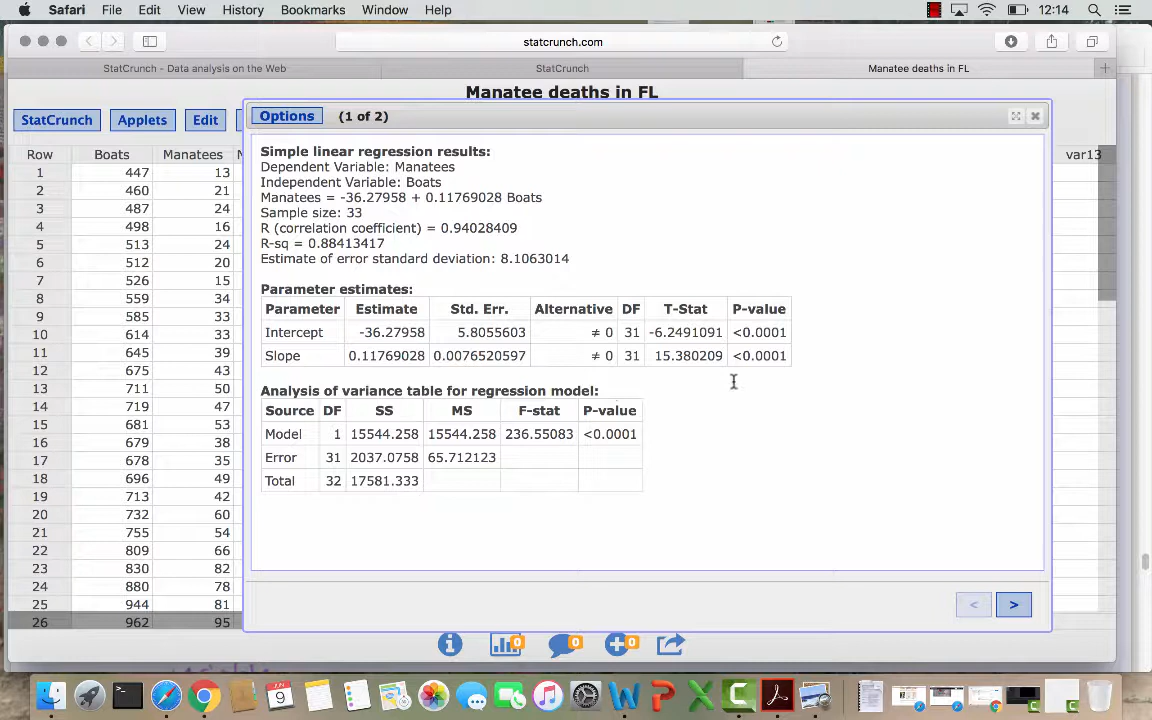 Safari File Edit View History Bookmarks Window Help 12:14
statcrunch.com
StatCrunch - Data analysis on the Web StatCrunch Manatee deaths in FL
Manatee deaths in FL
StatCrunch Applets Edit
Options (1 of 2)
Row Boats Manatees var13
1 447 13
2 460 21
3 487 24
4 498 16
5 513 24
6 512 20
7 526 15
8 559 34
9 585 33
10 614 33
11 645 39
12 675 43
13 711 50
14 719 47
15 681 53
16 679 38
17 678 35
18 696 49
19 713 42
20 732 60
21 755 54
22 809 66
23 830 82
24 880 78
25 944 81
26 962 95
Simple linear regression results:
Dependent Variable: Manatees
Independent Variable: Boats
Manatees = -36.27958 + 0.11769028 Boats
Sample size: 33
R (correlation coefficient) = 0.94028409
R-sq = 0.88413417
Estimate of error standard deviation: 8.1063014
Parameter estimates:
Parameter Estimate Std. Err. Alternative DF T-Stat P-value
Intercept -36.27958 5.8055603 ≠ 0 31 -6.2491091 <0.0001
Slope 0.11769028 0.0076520597 ≠ 0 31 15.380209 <0.0001
Analysis of variance table for regression model:
Source DF SS MS F-stat P-value
Model 1 15544.258 15544.258 236.55083 <0.0001
Error 31 2037.0758 65.712123
Total 32 17581.333
< >
0 0 0